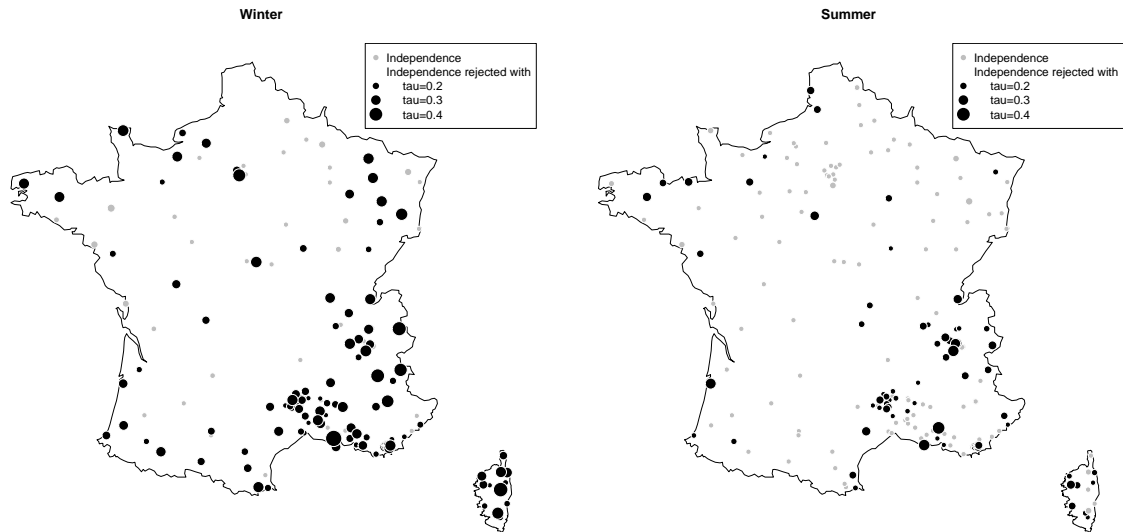 Winter
Independence
Independence rejected with
tau=0.2
tau=0.3
tau=0.4
Summer
Independence
Independence rejected with
tau=0.2
tau=0.3
tau=0.4